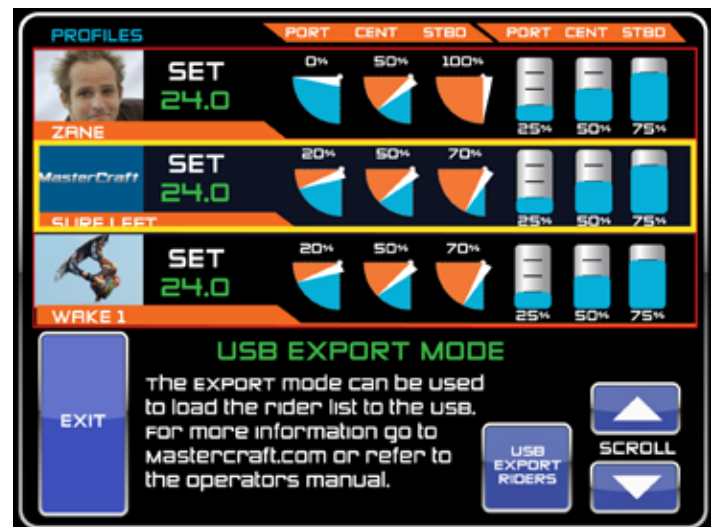 PROFILES PORT CENT STBD PORT CENT STBD
SET
24.0
0% 50% 100%
25% 50% 75%
ZANE
MasterCraft
SET
24.0
20% 50% 70%
25% 50% 75%
SURF LEFT
SET
24.0
20% 50% 70%
25% 50% 75%
WAKE 1
USB EXPORT MODE
The EXPORT mode can be used
to load the rider list to the USB.
For more information go to
Mastercraft.com or refer to
the operators manual.
EXIT
USB
EXPORT
RIDERS
SCROLL